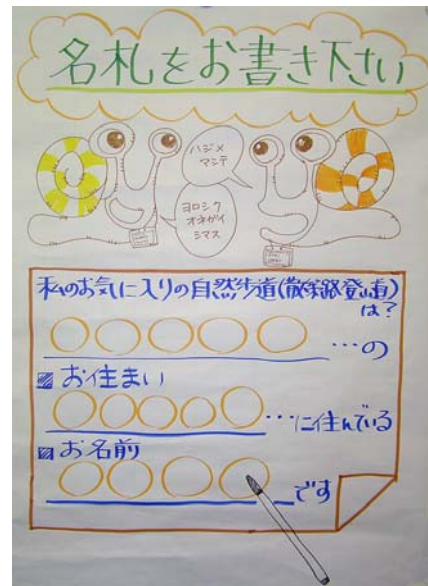 名札をお書き下さい
ハジメ
マシテ
ヨロシク
オネガイ
シマス
私のお気に入りの自然歩道(散策路登山道)
は?
○○○○○…の
お住まい
○○○○○…に住んでいる
お名前
○○○○です